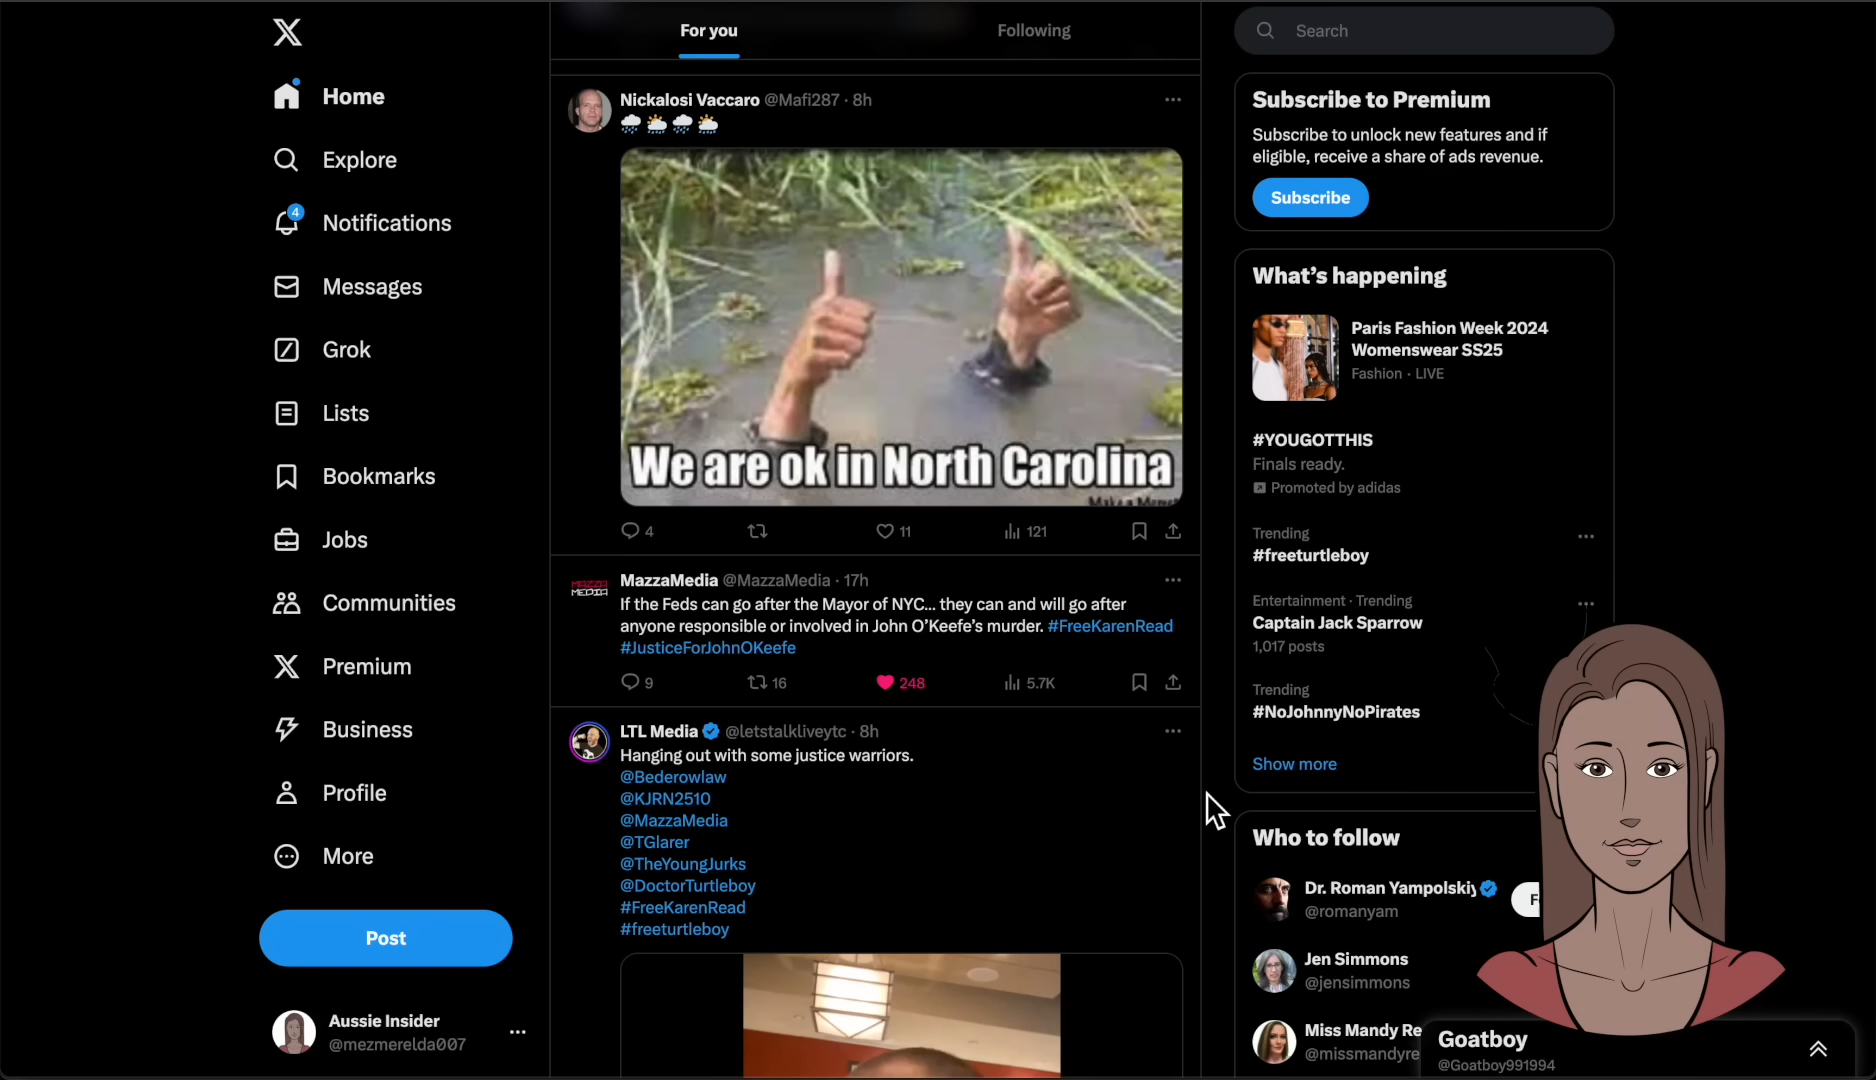 Home
Explore
4
Notifications
Messages
Grok
Lists
Bookmarks
Jobs
Communities
Premium
Business
Profile
More
Post
Aussie Insider
@mezmerelda007
For you
Following
Nickalosi Vaccaro @Mafi287 · 8h
We are ok in North Carolina
4
11
121
MAZZA
MEDIA
MazzaMedia @MazzaMedia · 17h
If the Feds can go after the Mayor of NYC... they can and will go after
anyone responsible or involved in John O'Keefe's murder. #FreeKarenRead
#JusticeForJohnOKeefe
9
16
248
5.7K
LTL Media @letstalkliveytc · 8h
Hanging out with some justice warriors.
@Bederowlaw
@KJRN2510
@MazzaMedia
@TGlarer
@TheYoungJurks
@DoctorTurtleboy
#FreeKarenRead
#freeturtleboy
Search
Subscribe to Premium
Subscribe to unlock new features and if
eligible, receive a share of ads revenue.
Subscribe
What's happening
Paris Fashion Week 2024
Womenswear SS25
Fashion · LIVE
#YOUGOTTHIS
Finals ready.
Promoted by adidas
Trending
#freeturtleboy
Entertainment · Trending
Captain Jack Sparrow
1,017 posts
Trending
#NoJohnnyNoPirates
Show more
Who to follow
Dr. Roman Yampolskiy
@romanyam
Jen Simmons
@jensimmons
Miss Mandy Re
@missmandyre
Goatboy
@Goatboy991994